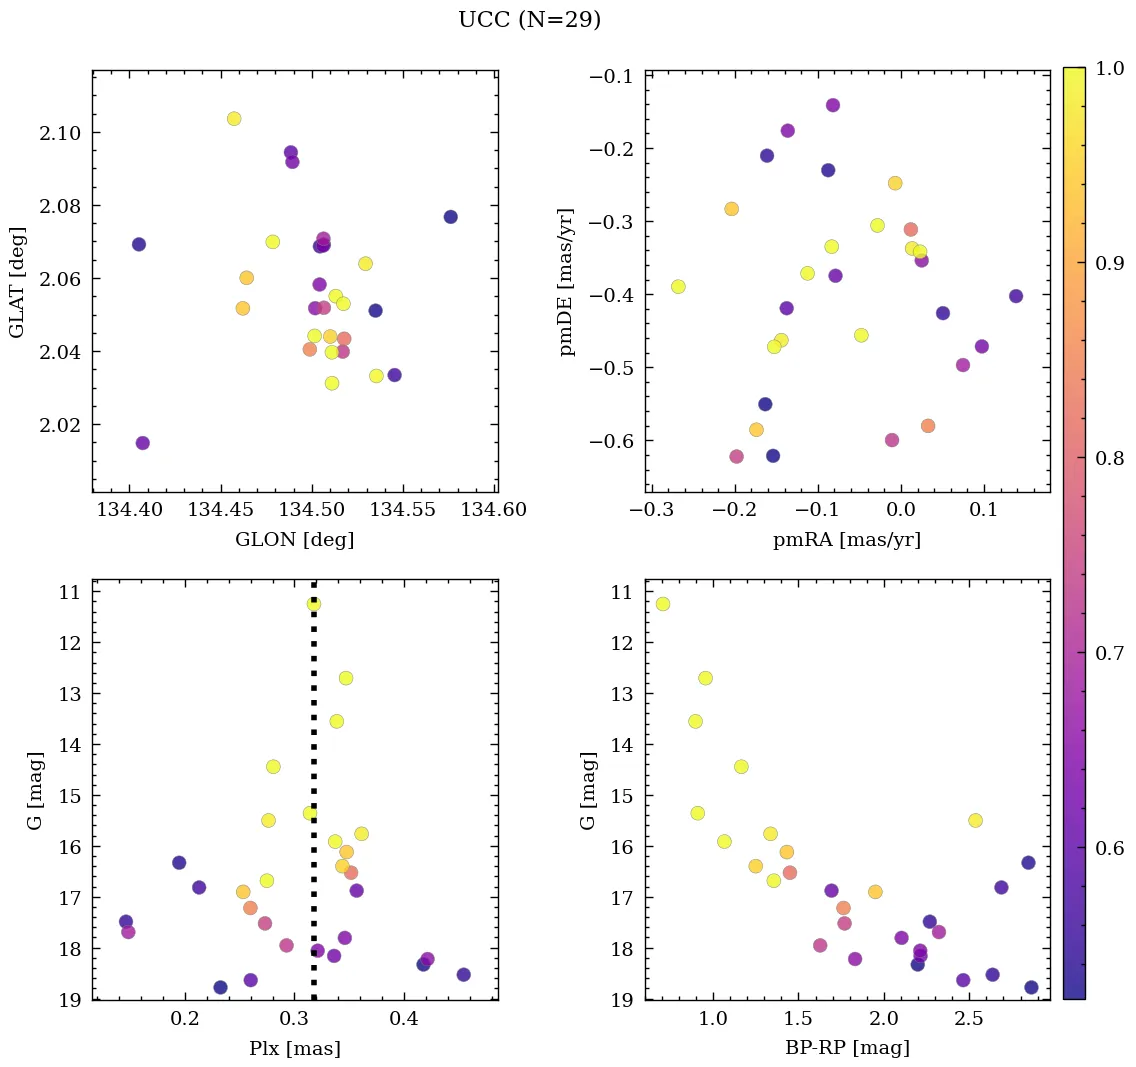 UCC (N=29)
2.10
2.08
2.06
2.04
2.02
GLAT [deg]
134.40 134.45 134.50 134.55 134.60
GLON [deg]
−0.1
−0.2
−0.3
−0.4
−0.5
−0.6
pmDE [mas/yr]
−0.3 −0.2 −0.1 0.0 0.1
pmRA [mas/yr]
11
12
13
14
15
16
17
18
19
G [mag]
0.2 0.3 0.4
Plx [mas]
11
12
13
14
15
16
17
18
19
G [mag]
1.0 1.5 2.0 2.5
BP-RP [mag]
1.0
0.9
0.8
0.7
0.6